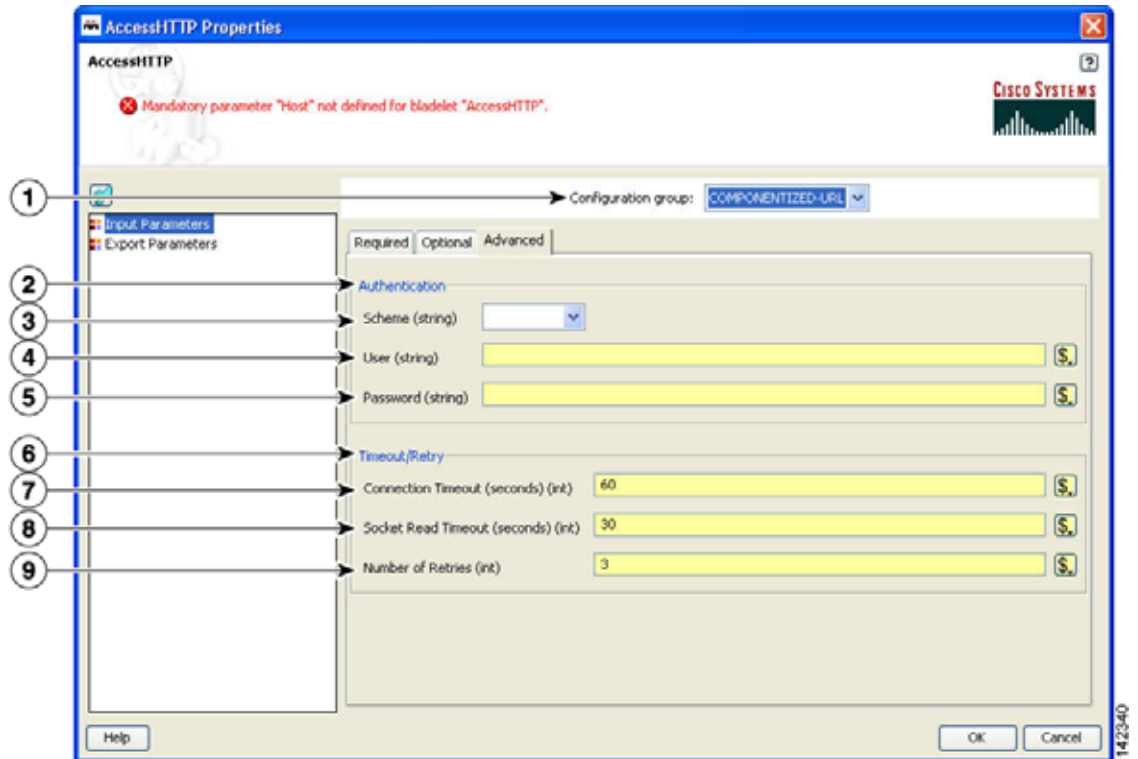 AccessHTTP Properties
AccessHTTP
?
Mandatory parameter "Host" not defined for bladelet "AccessHTTP".
CISCO SYSTEMS
1
Configuration group: COMPONENTIZED-URL
Input Parameters
Export Parameters
Required Optional Advanced
2
Authentication
3
Scheme (string)
4
User (string)
$
5
Password (string)
$
6
Timeout/Retry
7
Connection Timeout (seconds) (int) 60
$
8
Socket Read Timeout (seconds) (int) 30
$
9
Number of Retries (int) 3
$
Help
OK
Cancel
142340